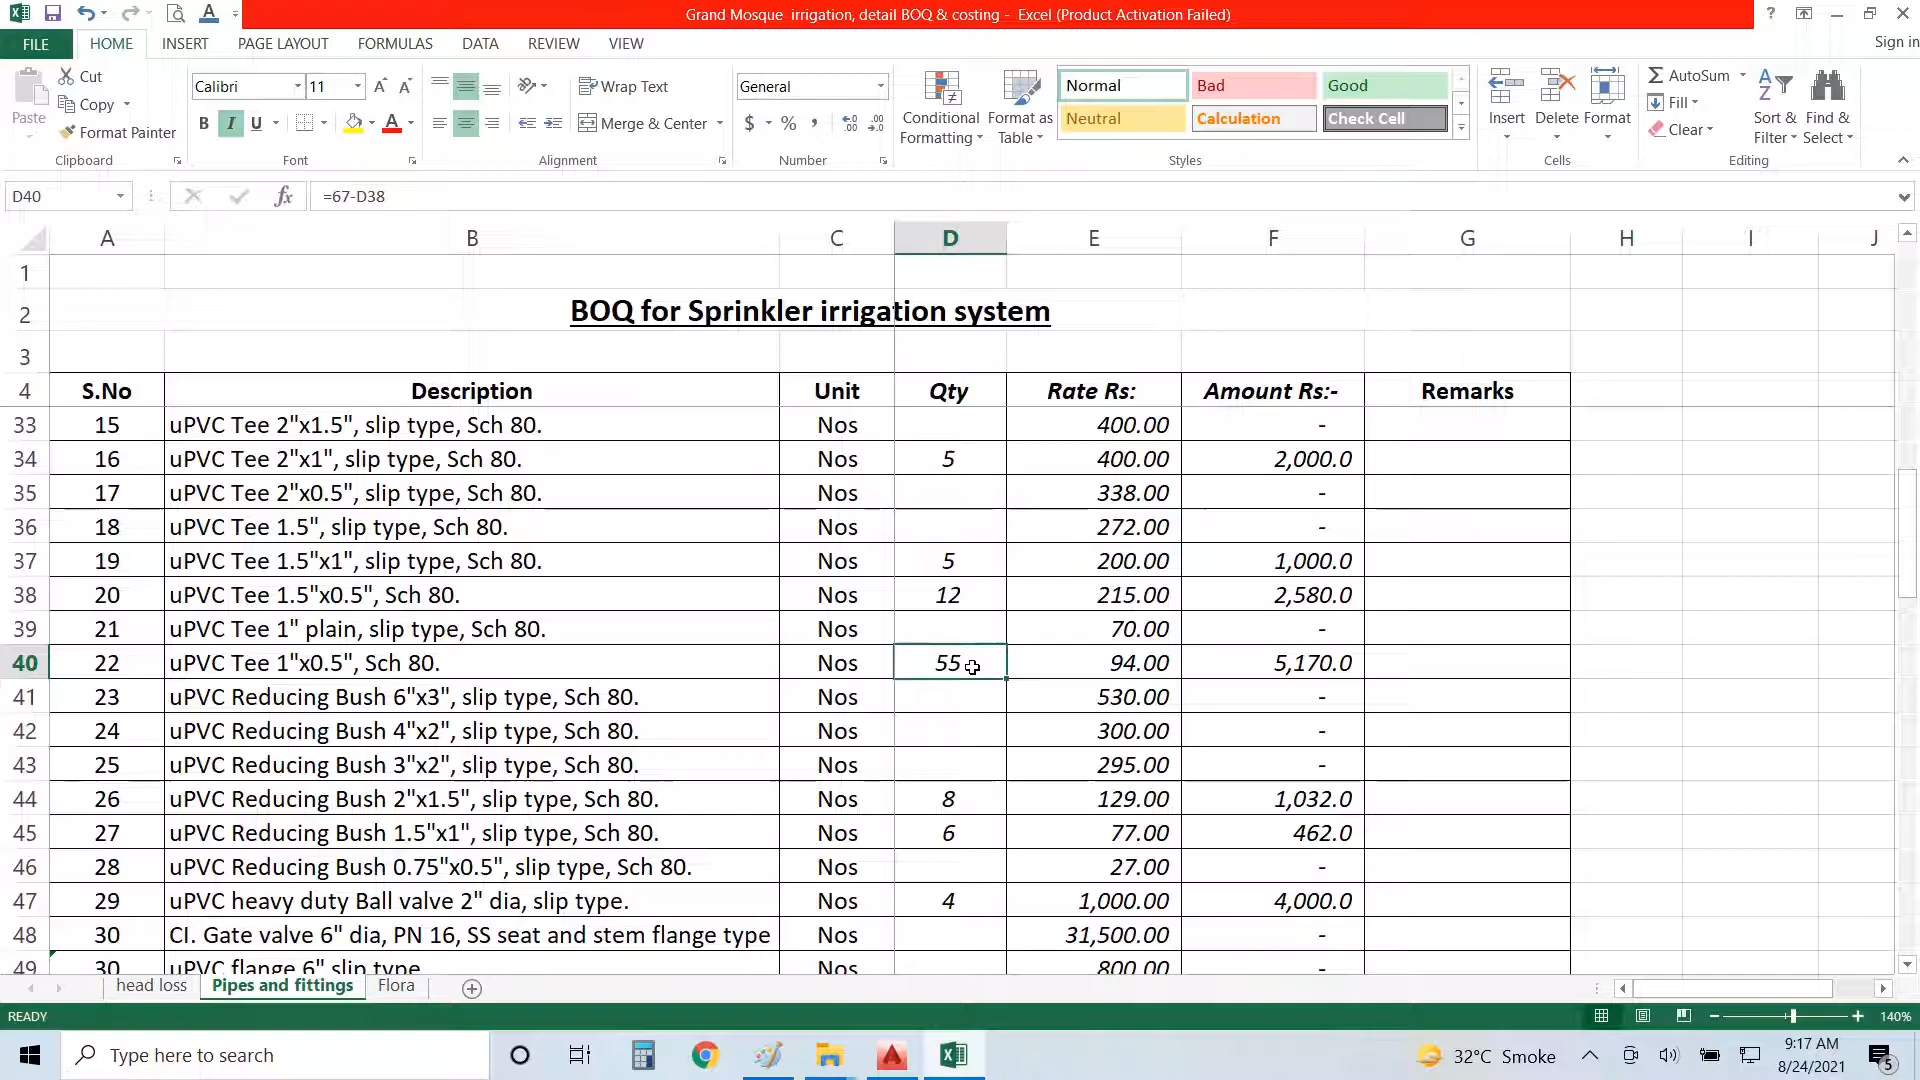 Grand Mosque  irrigation, detail BOQ & costing -  Excel (Product Activation Failed)
?
FILE HOME INSERT PAGE LAYOUT FORMULAS DATA REVIEW VIEW Sign in
Paste Cut Copy Format Painter Clipboard
Calibri 11 B I U Font
Wrap Text Merge & Center Alignment
General $ % , Number
Conditional Formatting Format as Table
Normal Bad Good
Neutral Calculation Check Cell
Styles
Insert Delete Format Cells
AutoSum Fill Clear Sort & Filter Find & Select Editing
D40 fx =67-D38
A B C D E F G H I J
1
2 BOQ for Sprinkler irrigation system
3
4 S.No Description Unit Qty Rate Rs: Amount Rs:- Remarks
33 15 uPVC Tee 2"x1.5", slip type, Sch 80. Nos 400.00 -
34 16 uPVC Tee 2"x1", slip type, Sch 80. Nos 5 400.00 2,000.0
35 17 uPVC Tee 2"x0.5", slip type, Sch 80. Nos 338.00 -
36 18 uPVC Tee 1.5", slip type, Sch 80. Nos 272.00 -
37 19 uPVC Tee 1.5"x1", slip type, Sch 80. Nos 5 200.00 1,000.0
38 20 uPVC Tee 1.5"x0.5", Sch 80. Nos 12 215.00 2,580.0
39 21 uPVC Tee 1" plain, slip type, Sch 80. Nos 70.00 -
40 22 uPVC Tee 1"x0.5", Sch 80. Nos 55 94.00 5,170.0
41 23 uPVC Reducing Bush 6"x3", slip type, Sch 80. Nos 530.00 -
42 24 uPVC Reducing Bush 4"x2", slip type, Sch 80. Nos 300.00 -
43 25 uPVC Reducing Bush 3"x2", slip type, Sch 80. Nos 295.00 -
44 26 uPVC Reducing Bush 2"x1.5", slip type, Sch 80. Nos 8 129.00 1,032.0
45 27 uPVC Reducing Bush 1.5"x1", slip type, Sch 80. Nos 6 77.00 462.0
46 28 uPVC Reducing Bush 0.75"x0.5", slip type, Sch 80. Nos 27.00 -
47 29 uPVC heavy duty Ball valve 2" dia, slip type. Nos 4 1,000.00 4,000.0
48 30 CI. Gate valve 6" dia, PN 16, SS seat and stem flange type Nos 31,500.00 -
49 30 uPVC flange 6" slip type Nos 800.00 -
head loss Pipes and fittings Flora
READY 140%
Type here to search 32°C Smoke 9:17 AM
8/24/2021 5